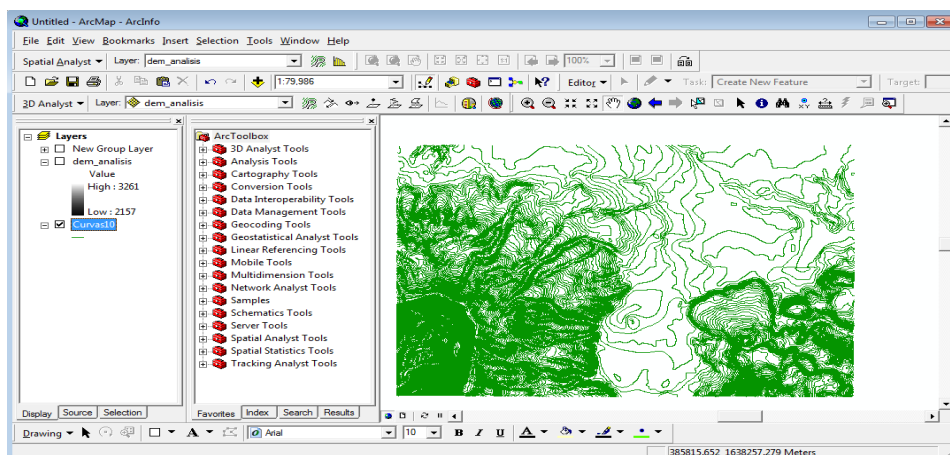 Untitled - ArcMap - ArcInfo
File Edit View Bookmarks Insert Selection Tools Window Help
Spatial Analyst Layer: dem_analisis 100%
1:79,986 Editor Task: Create New Feature Target:
3D Analyst Layer: dem_analisis
Layers
New Group Layer
dem_analisis
Value
High : 3261
Low : 2157
Curvas10
Display Source Selection
ArcToolbox
3D Analyst Tools
Analysis Tools
Cartography Tools
Conversion Tools
Data Interoperability Tools
Data Management Tools
Geocoding Tools
Geostatistical Analyst Tools
Linear Referencing Tools
Mobile Tools
Multidimension Tools
Network Analyst Tools
Samples
Schematics Tools
Server Tools
Spatial Analyst Tools
Spatial Statistics Tools
Tracking Analyst Tools
Favorites Index Search Results
Drawing A Arial 10 B I U A
385815,652 1638257,279 Meters